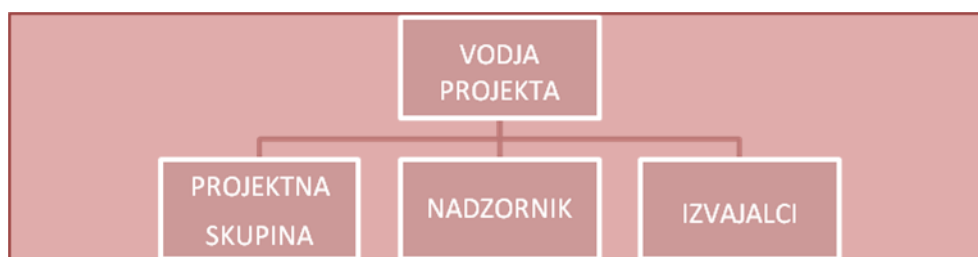 VODJA
PROJEKTA
PROJEKTNA
SKUPINA
NADZORNIK
IZVAJALCI